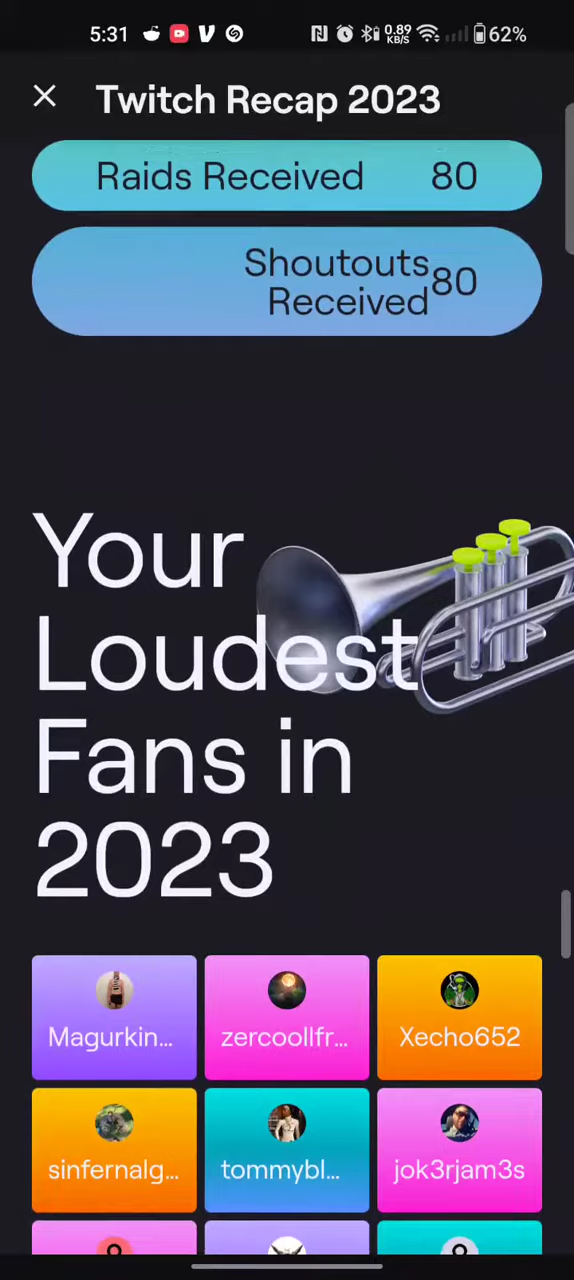 5:31
0.89
KB/S
62%
Twitch Recap 2023
Raids Received 80
Shoutouts
Received
80
Your
Loudest
Fans in
2023
Magurkin...
zercoollfr...
Xecho652
sinfernalg...
tommybl...
jok3rjam3s